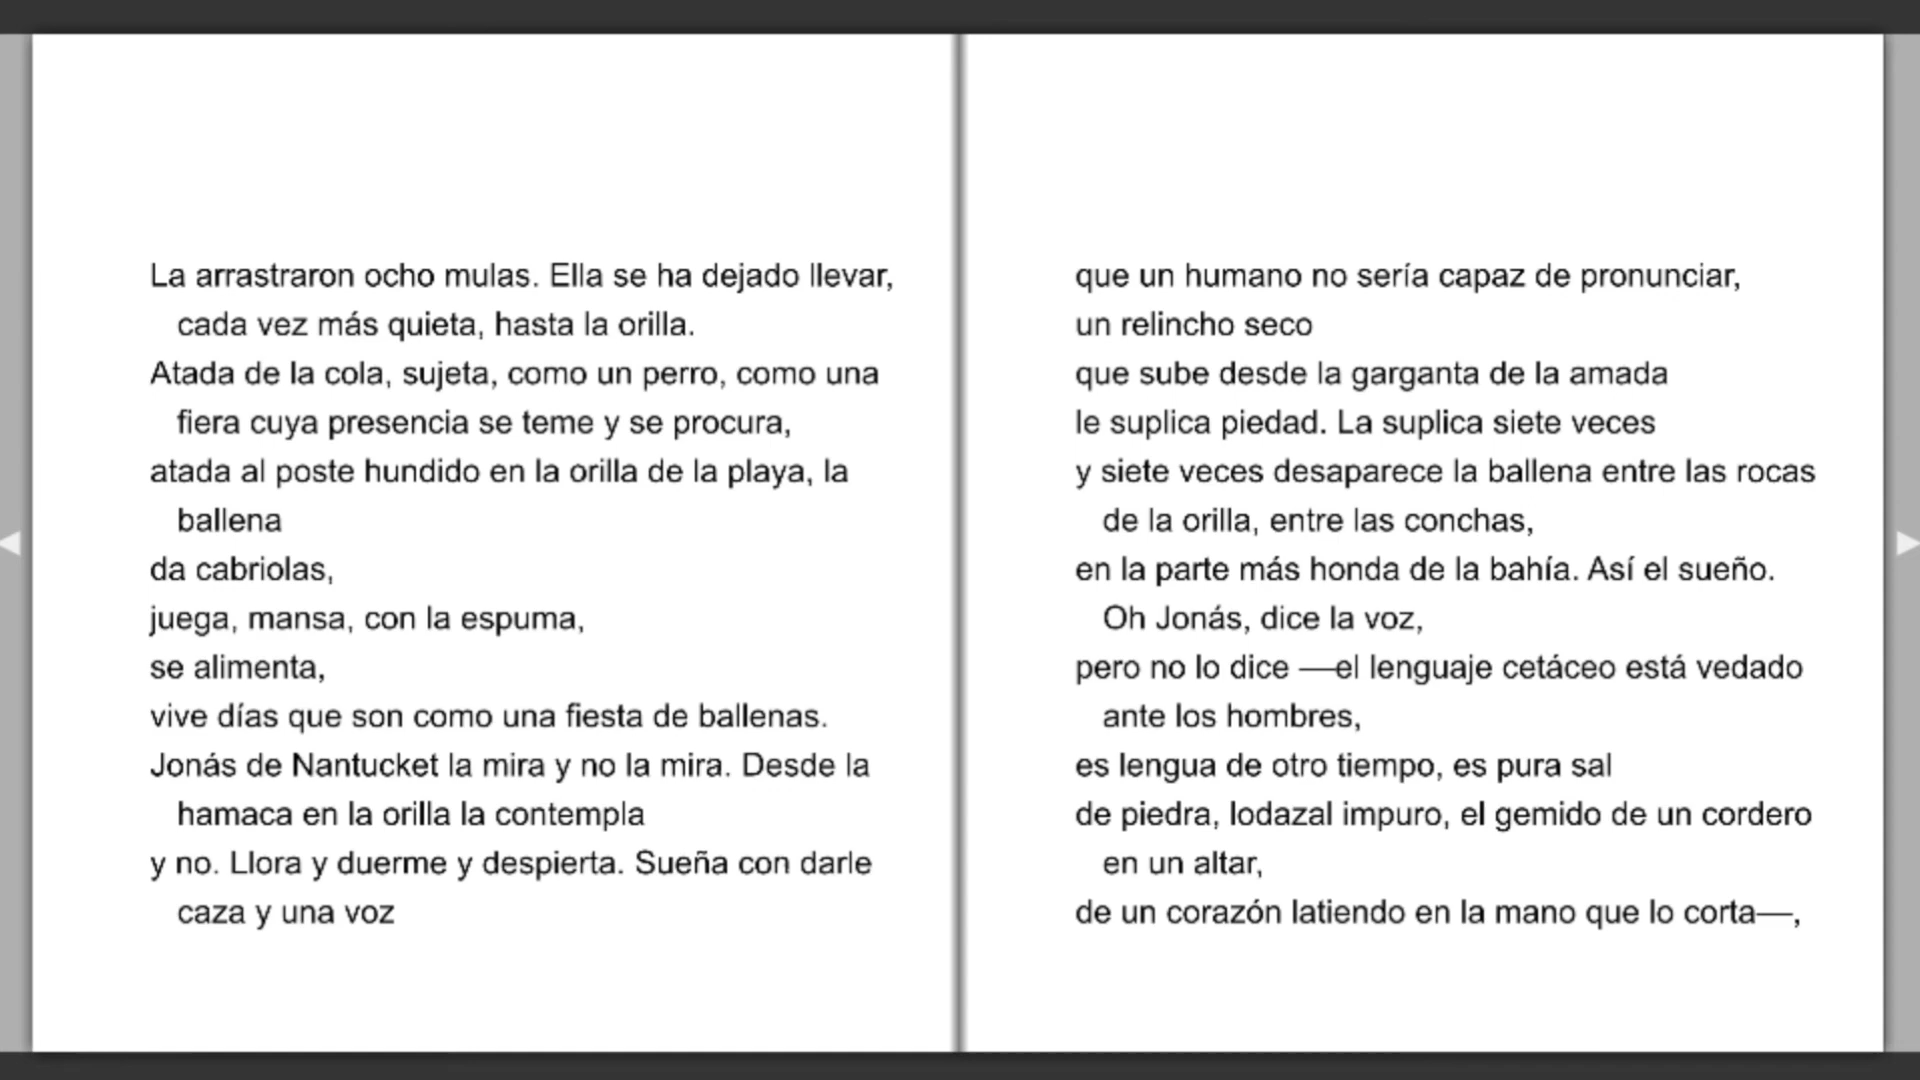 La arrastraron ocho mulas. Ella se ha dejado llevar,
cada vez más quieta, hasta la orilla.
Atada de la cola, sujeta, como un perro, como una
fiera cuya presencia se teme y se procura,
atada al poste hundido en la orilla de la playa, la
ballena
da cabriolas,
juega, mansa, con la espuma,
se alimenta,
vive días que son como una fiesta de ballenas.
Jonás de Nantucket la mira y no la mira. Desde la
hamaca en la orilla la contempla
y no. Llora y duerme y despierta. Sueña con darle
caza y una voz
que un humano no sería capaz de pronunciar,
un relincho seco
que sube desde la garganta de la amada
le suplica piedad. La suplica siete veces
y siete veces desaparece la ballena entre las rocas
de la orilla, entre las conchas,
en la parte más honda de la bahía. Así el sueño.
Oh Jonás, dice la voz,
pero no lo dice —el lenguaje cetáceo está vedado
ante los hombres,
es lengua de otro tiempo, es pura sal
de piedra, lodazal impuro, el gemido de un cordero
en un altar,
de un corazón latiendo en la mano que lo corta—,